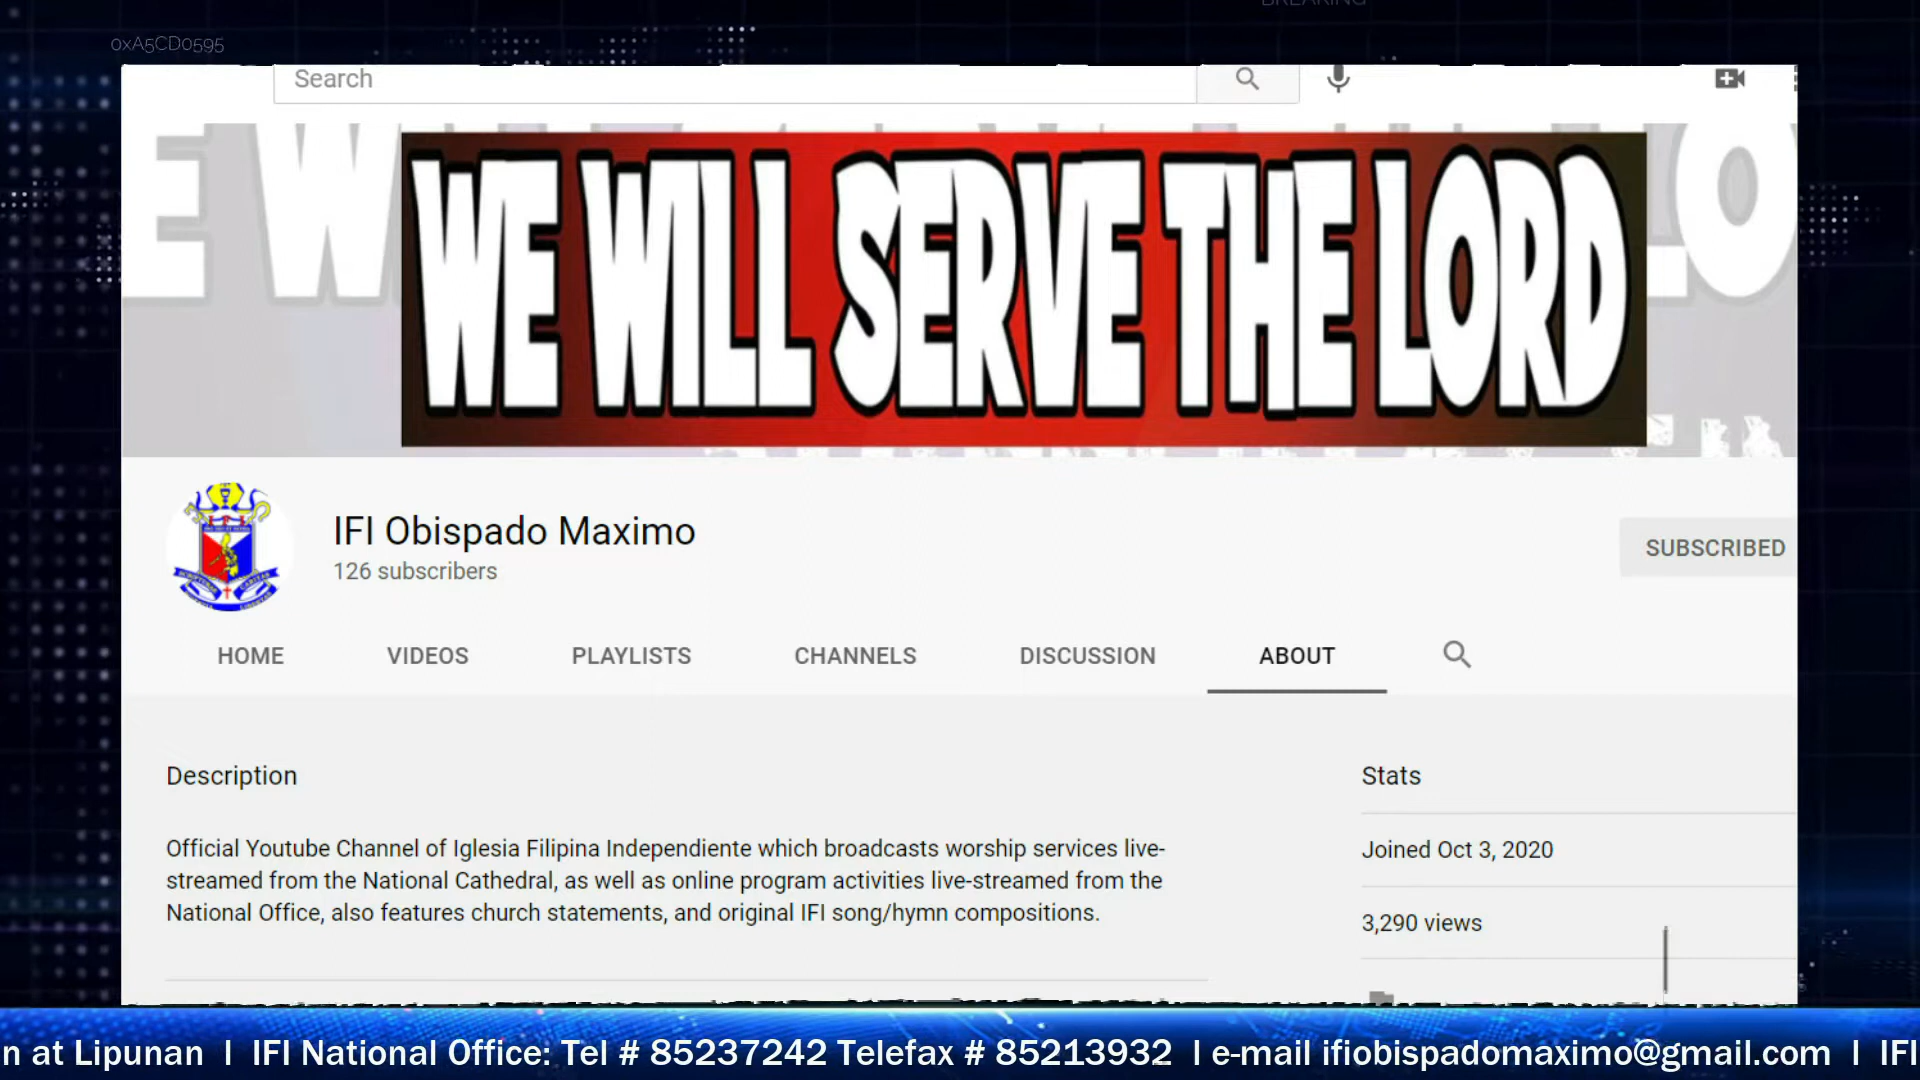 BREAKING
0xA5CD0595
Search
WE WILL SERVE THE LORD
IFI Obispado Maximo
126 subscribers
SUBSCRIBED
HOME VIDEOS PLAYLISTS CHANNELS DISCUSSION ABOUT
Description
Stats
Official Youtube Channel of Iglesia Filipina Independiente which broadcasts worship services live-
streamed from the National Cathedral, as well as online program activities live-streamed from the
National Office, also features church statements, and original IFI song/hymn compositions.
Joined Oct 3, 2020
3,290 views
n at Lipunan I IFI National Office: Tel # 85237242 Telefax # 85213932 I e-mail ifiobispadomaximo@gmail.com I IFI